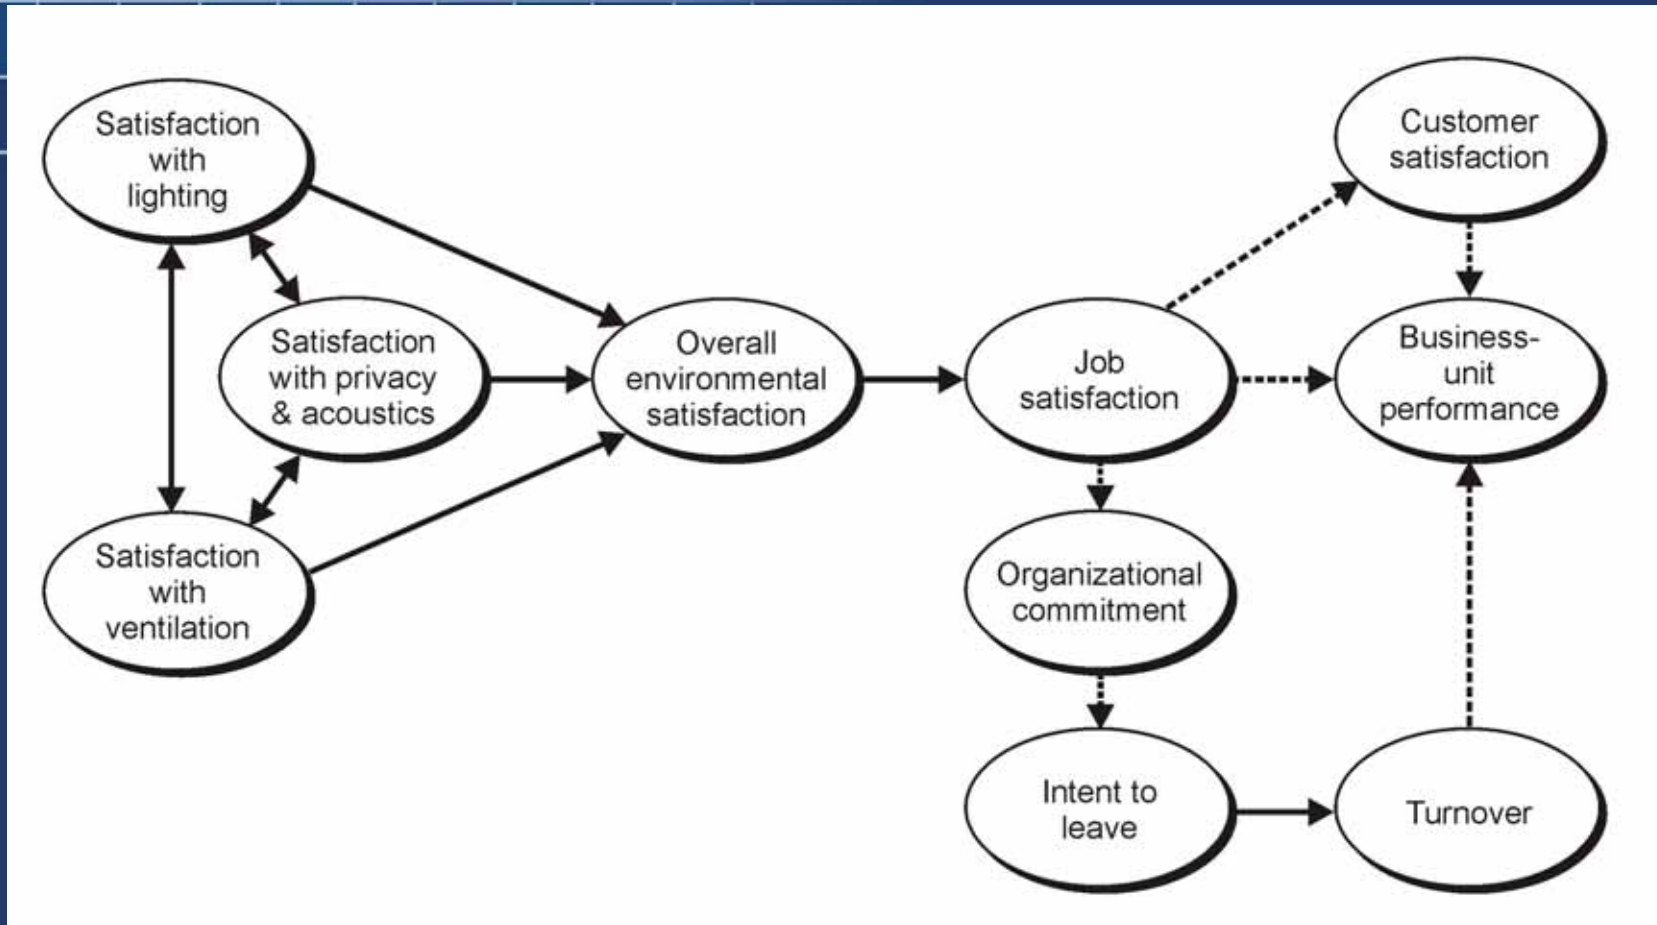 Satisfaction
with
lighting
Satisfaction
with privacy
& acoustics
Satisfaction
with
ventilation
Overall
environmental
satisfaction
Job
satisfaction
Organizational
commitment
Intent to
leave
Turnover
Customer
satisfaction
Business-
unit
performance